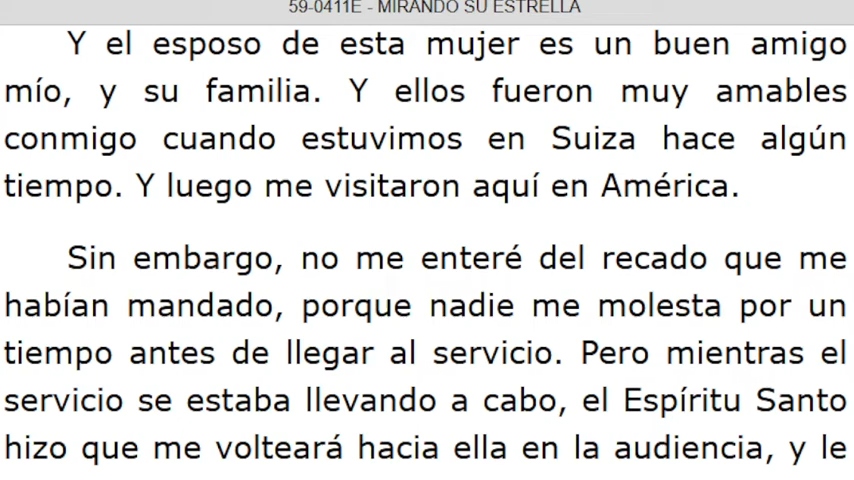 59-0411E - MIRANDO SU ESTRELLA
Y el esposo de esta mujer es un buen amigo
mío, y su familia. Y ellos fueron muy amables
conmigo cuando estuvimos en Suiza hace algún
tiempo. Y luego me visitaron aquí en América.
Sin embargo, no me enteré del recado que me
habían mandado, porque nadie me molesta por un
tiempo antes de llegar al servicio. Pero mientras el
servicio se estaba llevando a cabo, el Espíritu Santo
hizo que me volteará hacia ella en la audiencia, y le